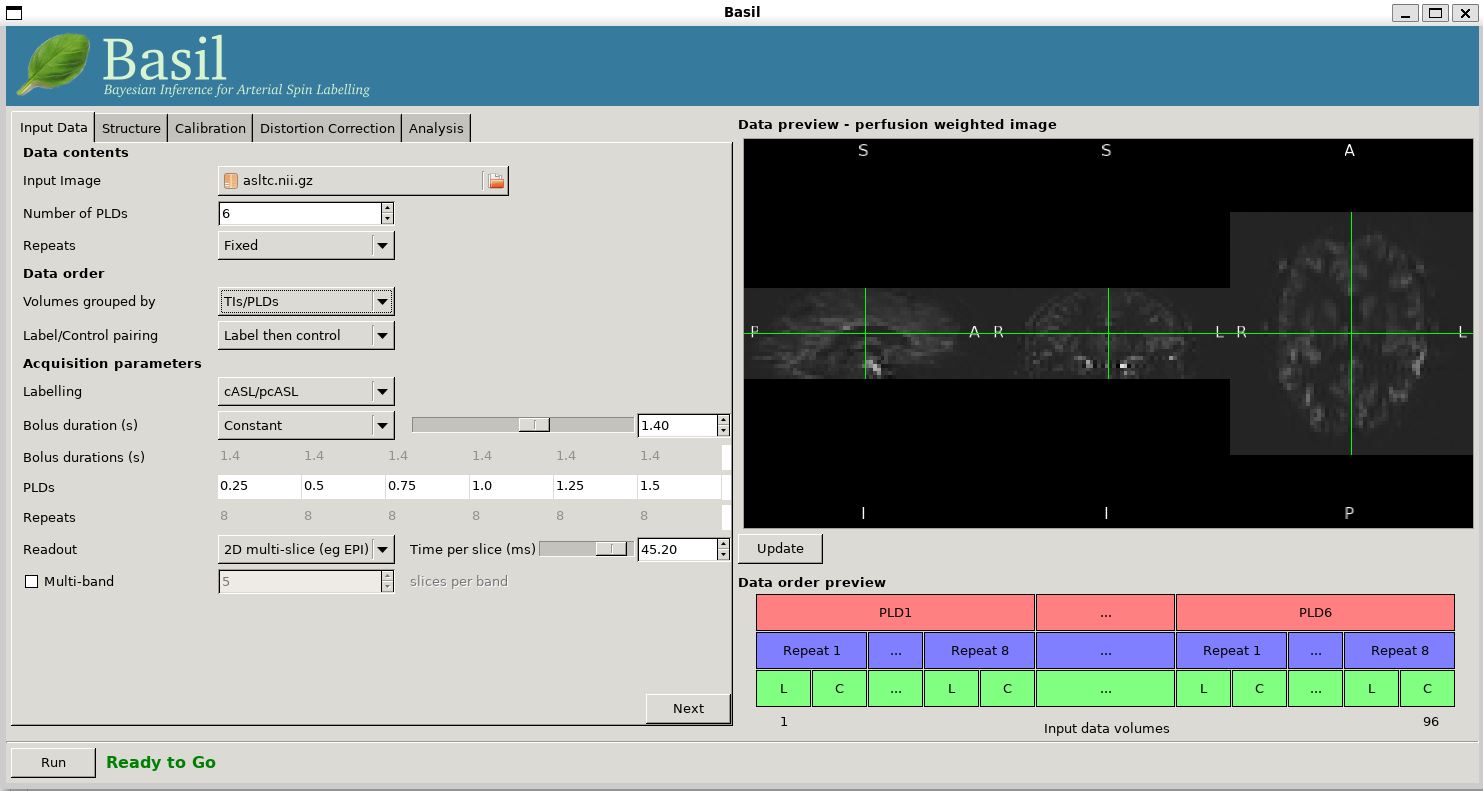 Basil
Basil
Bayesian Inference for Arterial Spin Labelling
Input Data Structure Calibration Distortion Correction Analysis
Data contents
Input Image asltc.nii.gz
Number of PLDs 6
Repeats Fixed
Data order
Volumes grouped by TIs/PLDs
Label/Control pairing Label then control
Acquisition parameters
Labelling cASL/pcASL
Bolus duration (s) Constant 1.40
Bolus durations (s) 1.4 1.4 1.4 1.4 1.4 1.4
PLDs 0.25 0.5 0.75 1.0 1.25 1.5
Repeats 8 8 8 8 8 8
Readout 2D multi-slice (eg EPI) Time per slice (ms) 45.20
Multi-band 5 slices per band
Next
Data preview - perfusion weighted image
S S A
P A R L R L
I I P
Update
Data order preview
PLD1 ... PLD6
Repeat 1 ... Repeat 8 ... Repeat 1 ... Repeat 8
L C ... L C ... L C ... L C
1 96
Input data volumes
Run Ready to Go